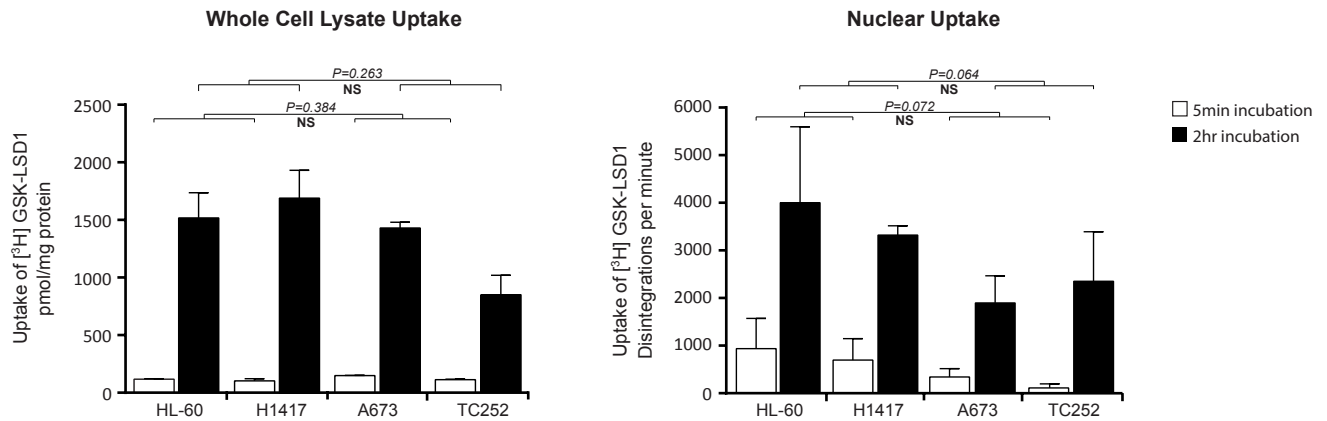 Whole Cell Lysate Uptake
P=0.263
NS
P=0.384
NS
2500
2000
1500
1000
500
0
Uptake of [³H] GSK-LSD1
pmol/mg protein
HL-60 H1417 A673 TC252
Nuclear Uptake
P=0.064
NS
P=0.072
NS
6000
5000
4000
3000
2000
1000
0
Uptake of [³H] GSK-LSD1
Disintegrations per minute
HL-60 H1417 A673 TC252
5min incubation
2hr incubation